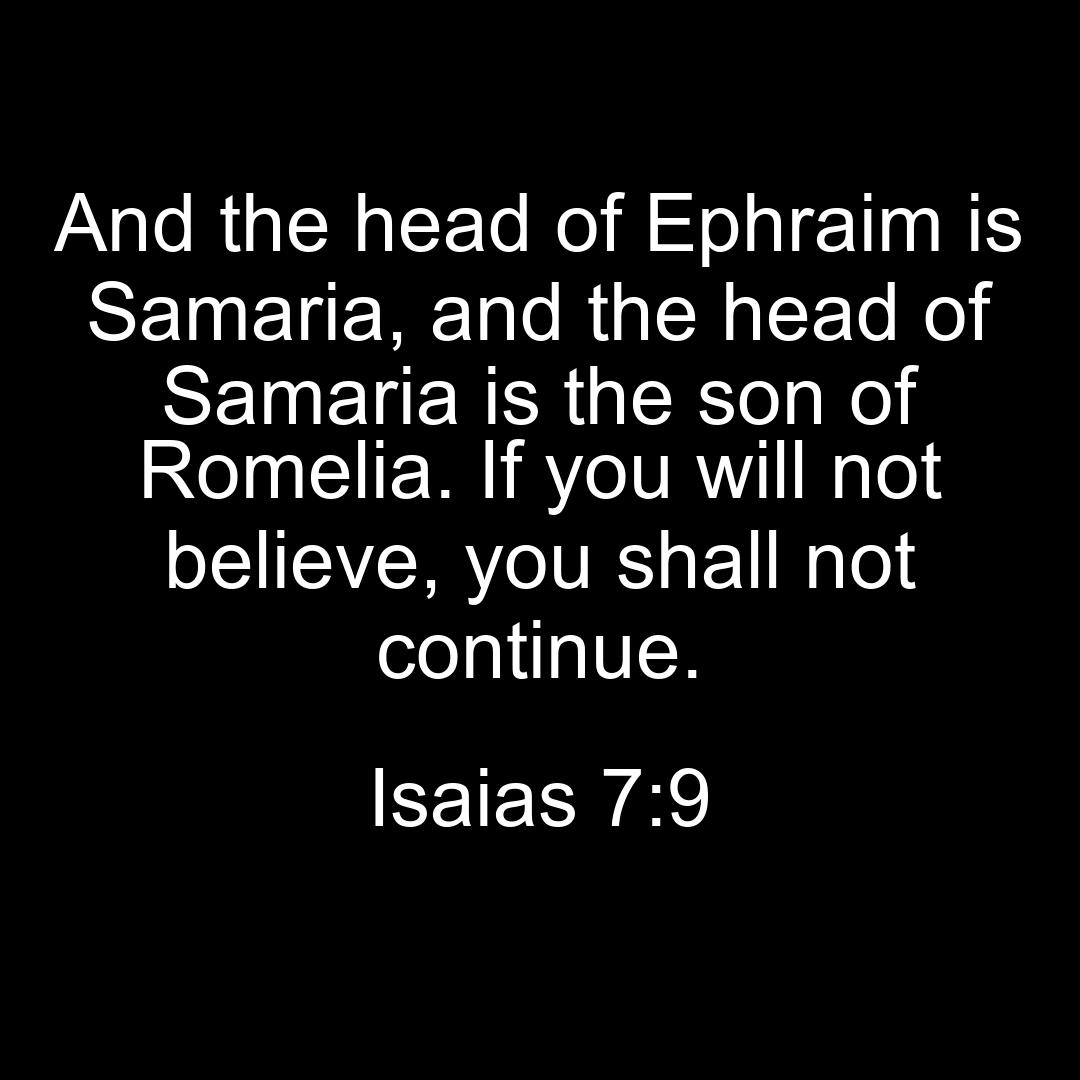 And the head of Ephraim is
Samaria, and the head of
Samaria is the son of
Romelia. If you will not
believe, you shall not
continue.
Isaias 7:9